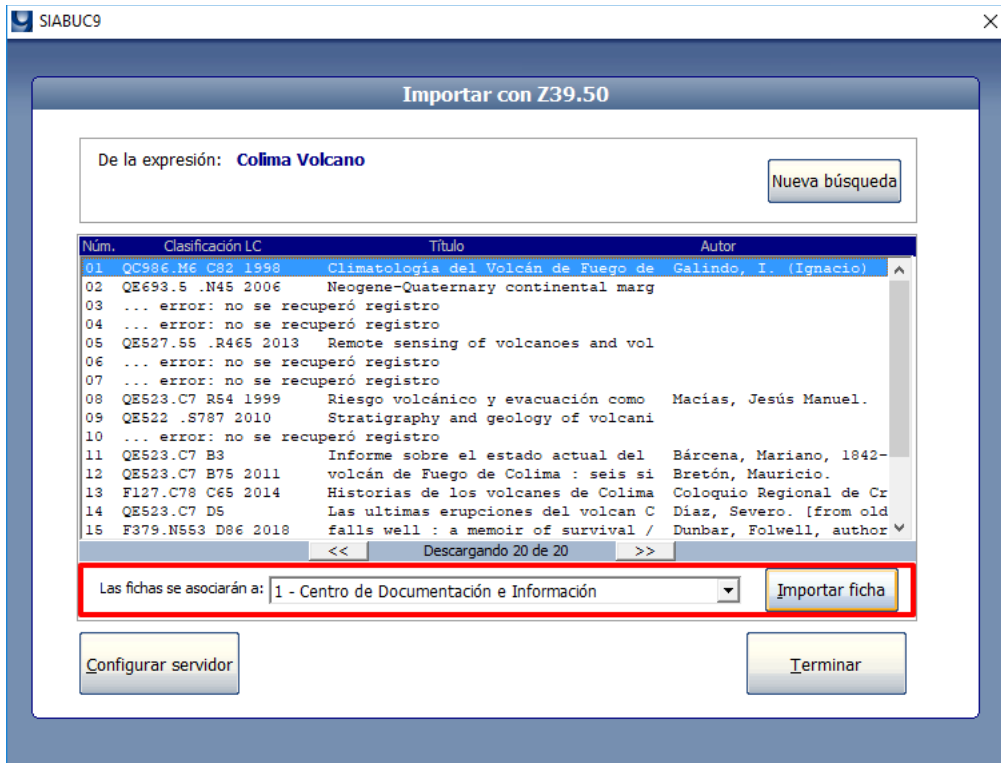 SIABUC9
Importar con Z39.50
De la expresión: Colima Volcano
Nueva búsqueda
Núm. Clasificación LC Título Autor
01 QC986.M6 C82 1998 Climatología del Volcán de Fuego de Galindo, I. (Ignacio)
02 QE693.5 .N45 2006 Neogene-Quaternary continental marg
03 ... error: no se recuperó registro
04 ... error: no se recuperó registro
05 QE527.55 .R465 2013 Remote sensing of volcanoes and vol
06 ... error: no se recuperó registro
07 ... error: no se recuperó registro
08 QE523.C7 R54 1999 Riesgo volcánico y evacuación como Macías, Jesús Manuel.
09 QE522 .S787 2010 Stratigraphy and geology of volcani
10 ... error: no se recuperó registro
11 QE523.C7 B3 Informe sobre el estado actual del Bárcena, Mariano, 1842-
12 QE523.C7 B75 2011 volcán de Fuego de Colima : seis si Bretón, Mauricio.
13 F127.C78 C65 2014 Historias de los volcanes de Colima Coloquio Regional de Cr
14 QE523.C7 D5 Las ultimas erupciones del volcan C Diaz, Severo. [from old
15 F379.N553 D86 2018 falls well : a memoir of survival / Dunbar, Folwell, author
<< Descargando 20 de 20 >>
Las fichas se asociarán a: 1 - Centro de Documentación e Información Importar ficha
Configurar servidor Terminar